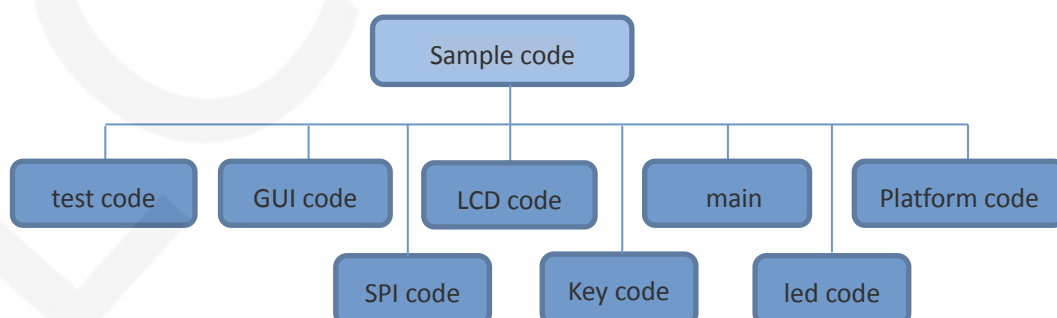 Sample code
test code
GUI code
LCD code
main
Platform code
SPI code
Key code
led code